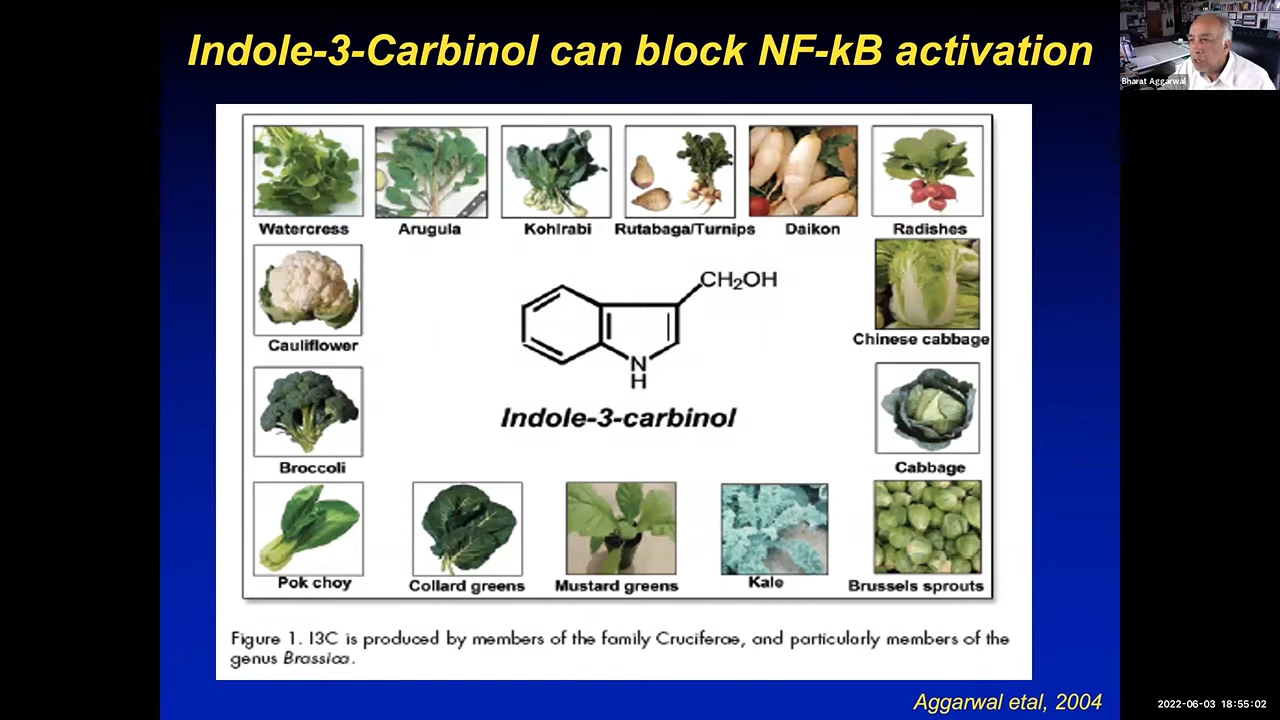 Indole-3-Carbinol can block NF-kB activation
Bharat Aggarwal
Watercress
Arugula
Kohlrabi
Rutabaga/Turnips
Daikon
Radishes
Cauliflower
CH₂OH
N
H
Chinese cabbage
Indole-3-carbinol
Broccoli
Cabbage
Pok choy
Collard greens
Mustard greens
Kale
Brussels sprouts
Figure 1. I3C is produced by members of the family Cruciferae, and particularly members of the
genus Brassica.
Aggarwal etal, 2004
2022-06-03 18:55:02